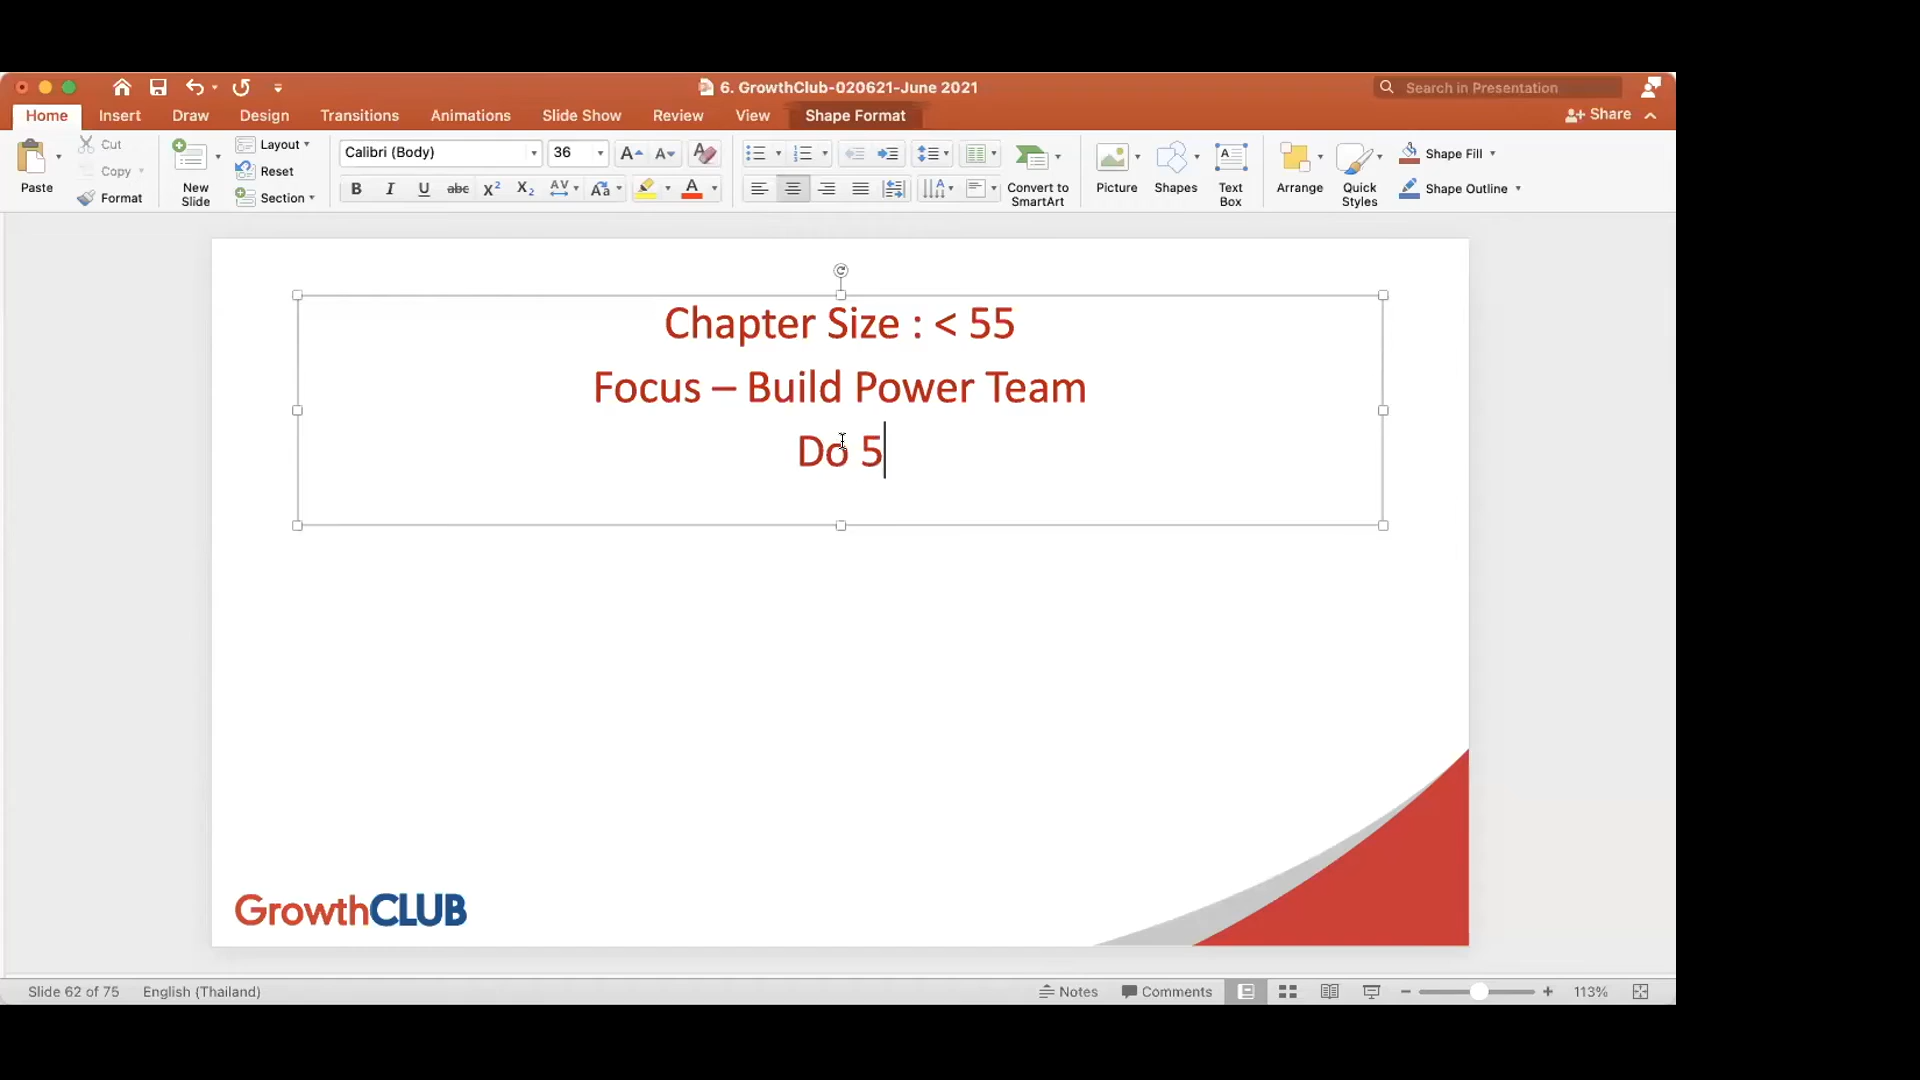 6. GrowthClub-020621-June 2021
Search in Presentation
Home Insert Draw Design Transitions Animations Slide Show Review View Shape Format
Share
Paste
Cut
Copy
Format
New Slide
Layout
Reset
Section
Calibri (Body) 36
Convert to SmartArt
Picture
Shapes
Text Box
Arrange
Quick Styles
Shape Fill
Shape Outline
Chapter Size : < 55
Focus – Build Power Team
Do 5
GrowthCLUB
Slide 62 of 75 English (Thailand) Notes Comments 113%